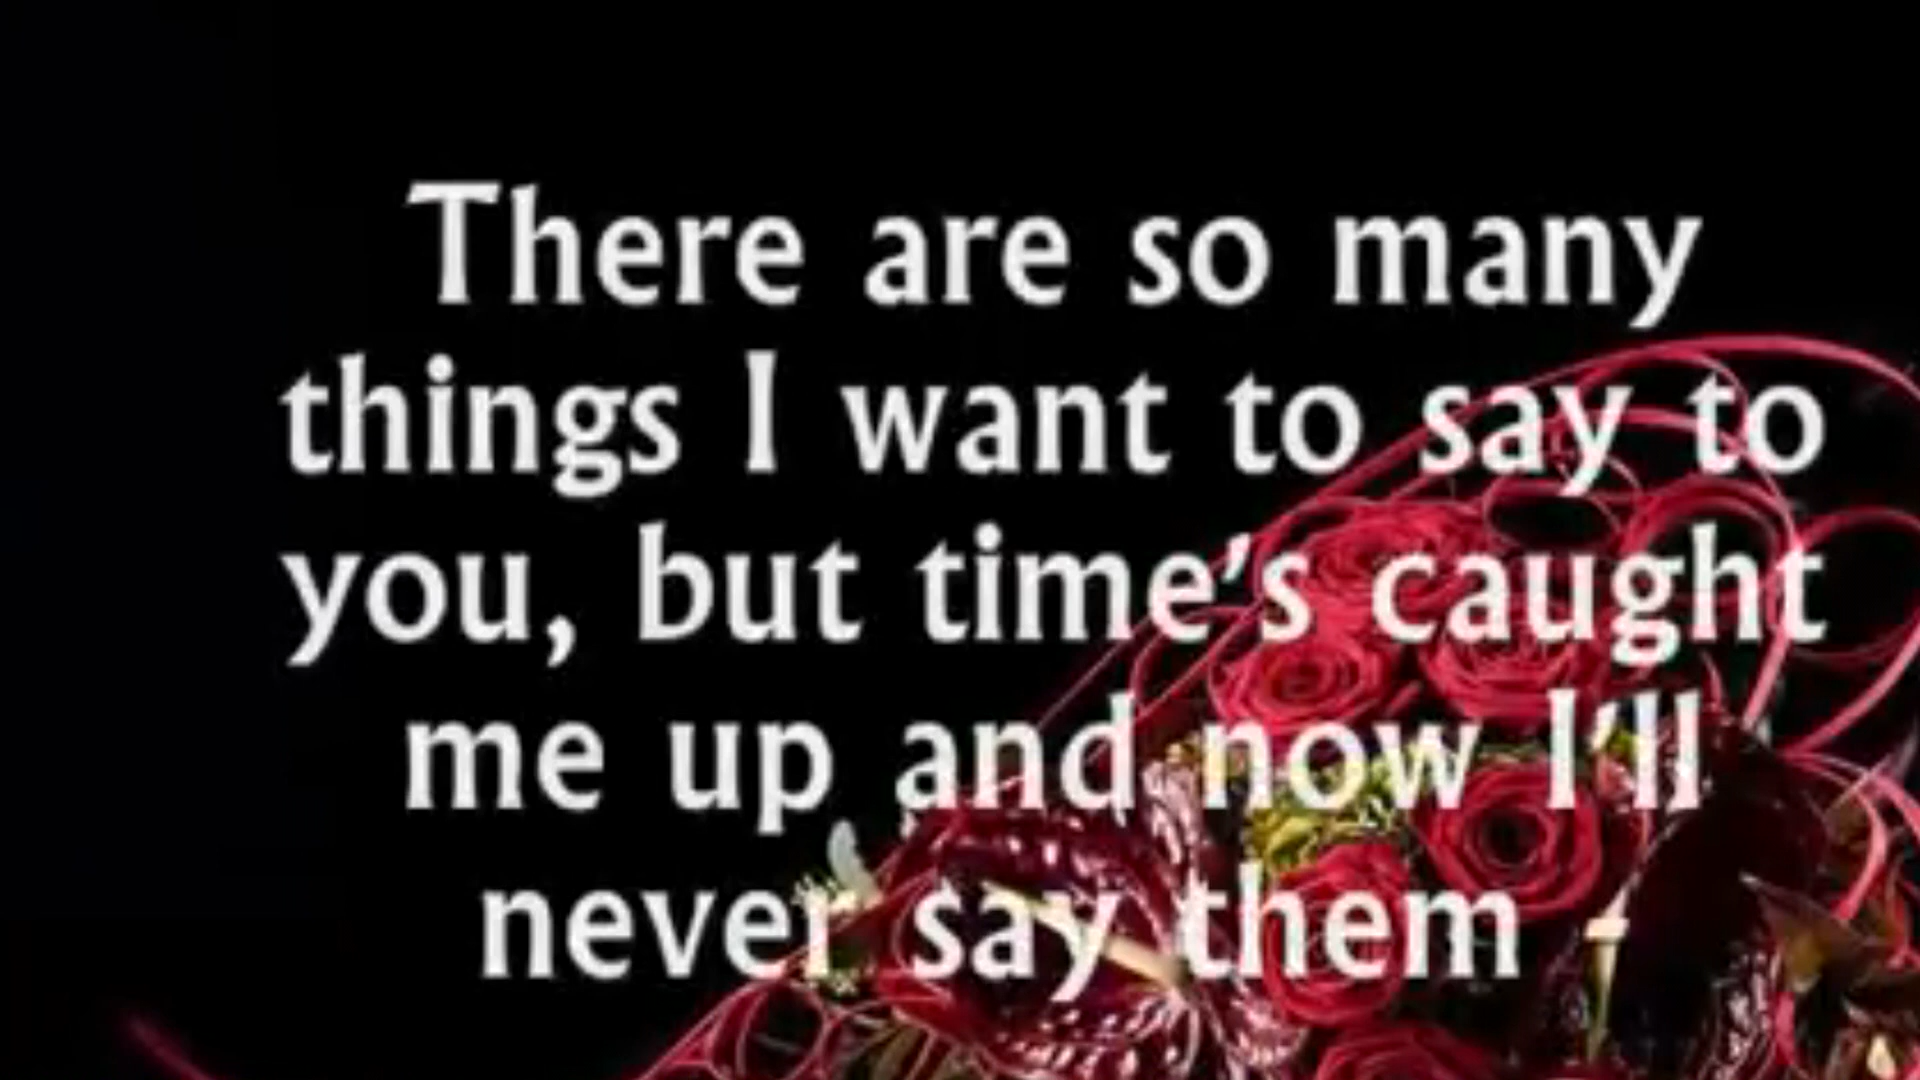 There are so many
things I want to say to
you, but time's caught
me up and now I'll
never say them